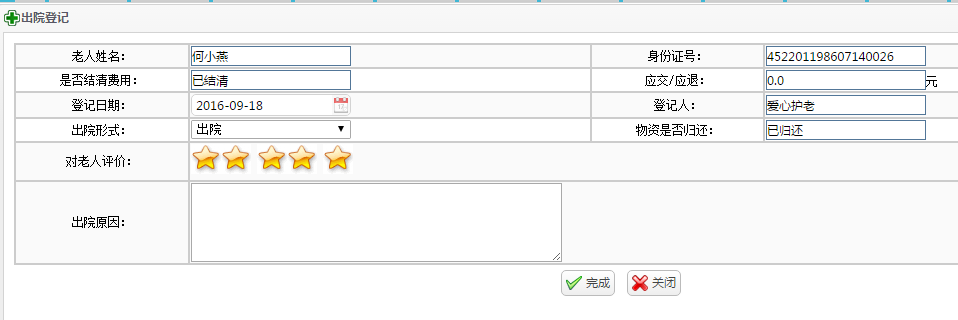 出院登记
老人姓名： 何小燕 身份证号： 452201198607140026
是否结清费用： 已结清 应交/应退： 0.0 元
登记日期： 2016-09-18 登记人： 爱心护老
出院形式： 出院 物资是否归还： 已归还
对老人评价：
出院原因：
完成 关闭